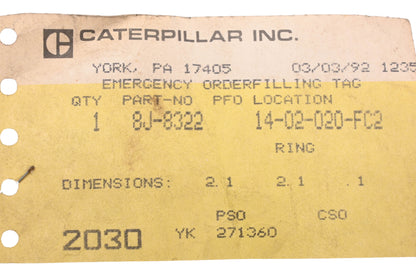 CATERPILLAR INC.
YORK, PA 17405 03/03/92 1235
EMERGENCY ORDERFILLING TAG
QTY PART-NO PFO LOCATION
1 8J-8322 14-02-020-FC2
RING
DIMENSIONS: 2.1 2.1 .1
PSO CSO
2030 YK 271360